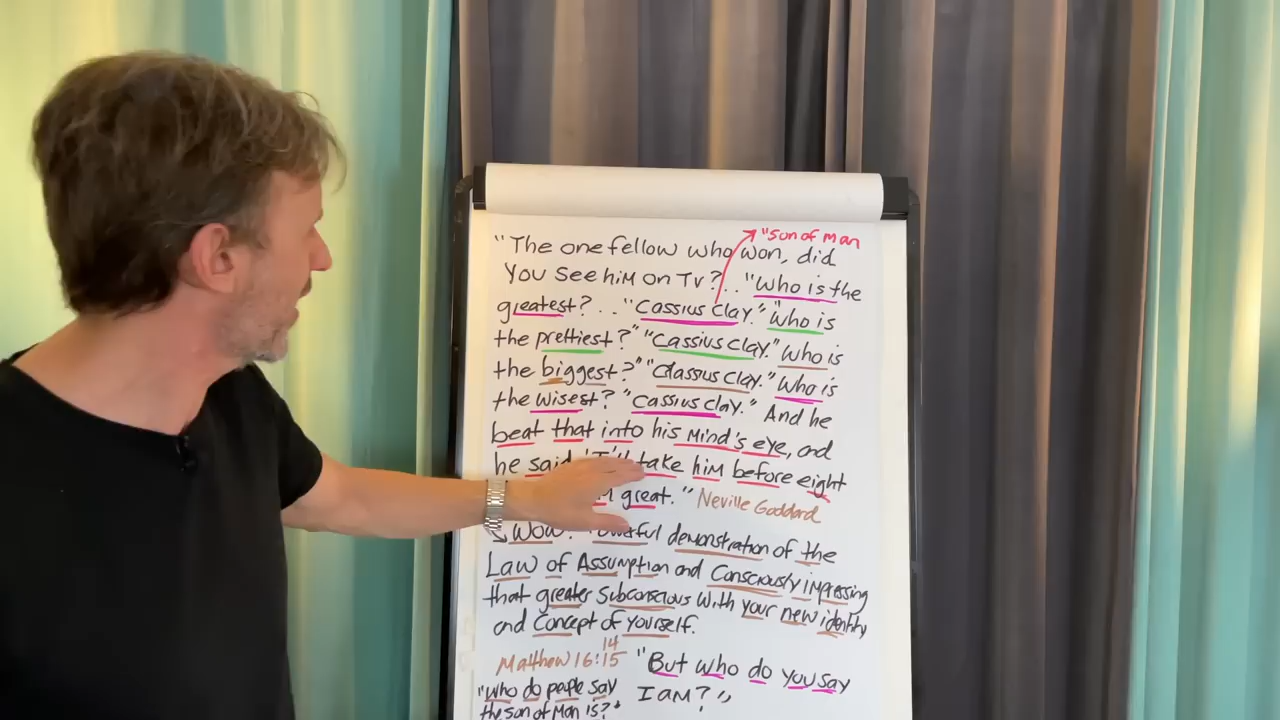 "son of man
"The one fellow who won, did
you see him on TV?.. "Who is the
greatest?.. "Cassius Clay." "Who is
the prettiest?" "Cassius Clay." Who is
the biggest?" "Classius Clay." "Who is
the wisest? "Cassius Clay." And he
beat that into his mind's eye, and
he said take him before eight
great." Neville Goddard
Wow. demonstration of the
Law of Assumption and Consciously impressing
that greater subconscious with your new identity
and concept of yourself.
Matthew 16:15 14
"But who do you say
I am?"
"who do people say
the son of Man is?"